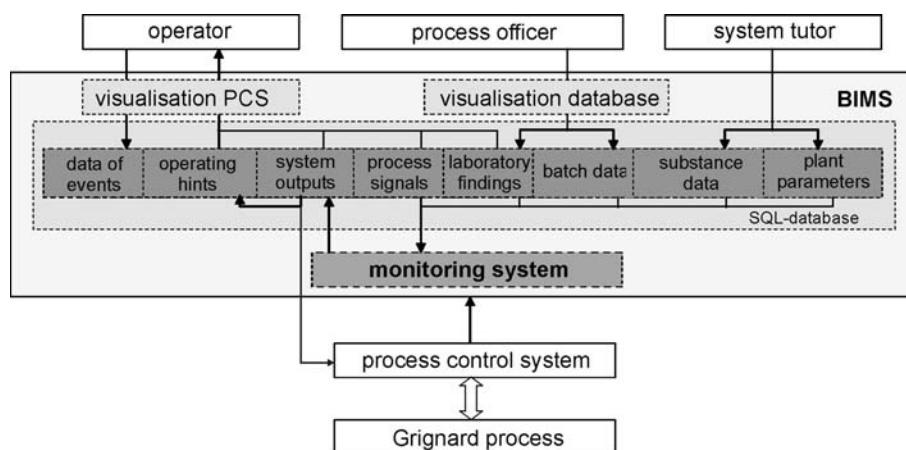 operator
process officer
system tutor
visualisation PCS
visualisation database
BIMS
data of
events
operating
hints
system
outputs
process
signals
laboratory
findings
batch data
substance
data
plant
parameters
SQL-database
monitoring system
process control system
Grignard process